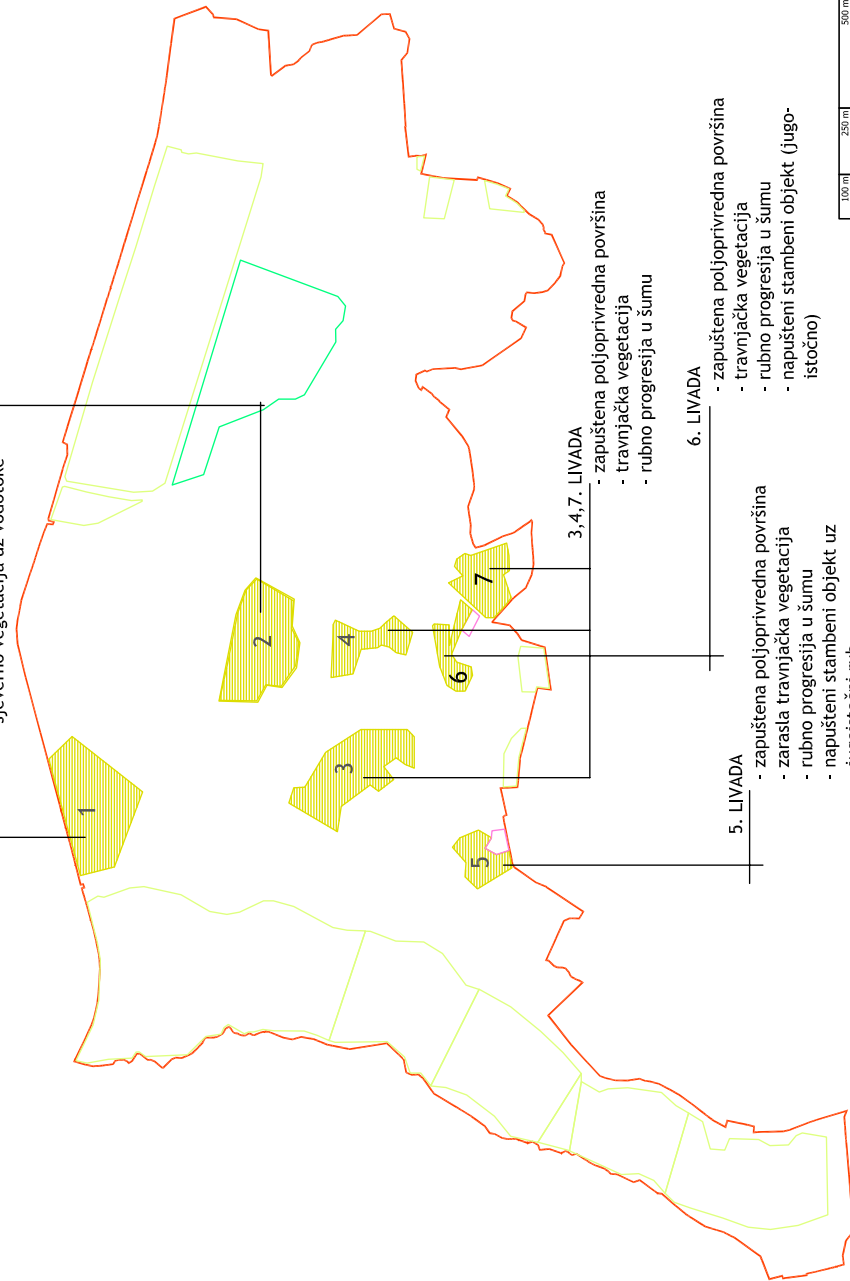 sjeverno vegetacija uz vodotoke
1
2
3
4
5
6
7
3,4,7. LIVADA
- zapuštena poljoprivredna površina
- travnjačka vegetacija
- rubno progresija u šumu
6. LIVADA
- zapuštena poljoprivredna površina
- travnjačka vegetacija
- rubno progresija u šumu
- napušteni stambeni objekt (jugo-
istočno)
5. LIVADA
- zapuštena poljoprivredna površina
- zarasla travnjačka vegetacija
- rubno progresija u šumu
- napušteni stambeni objekt uz
100 m
250 m
500 m